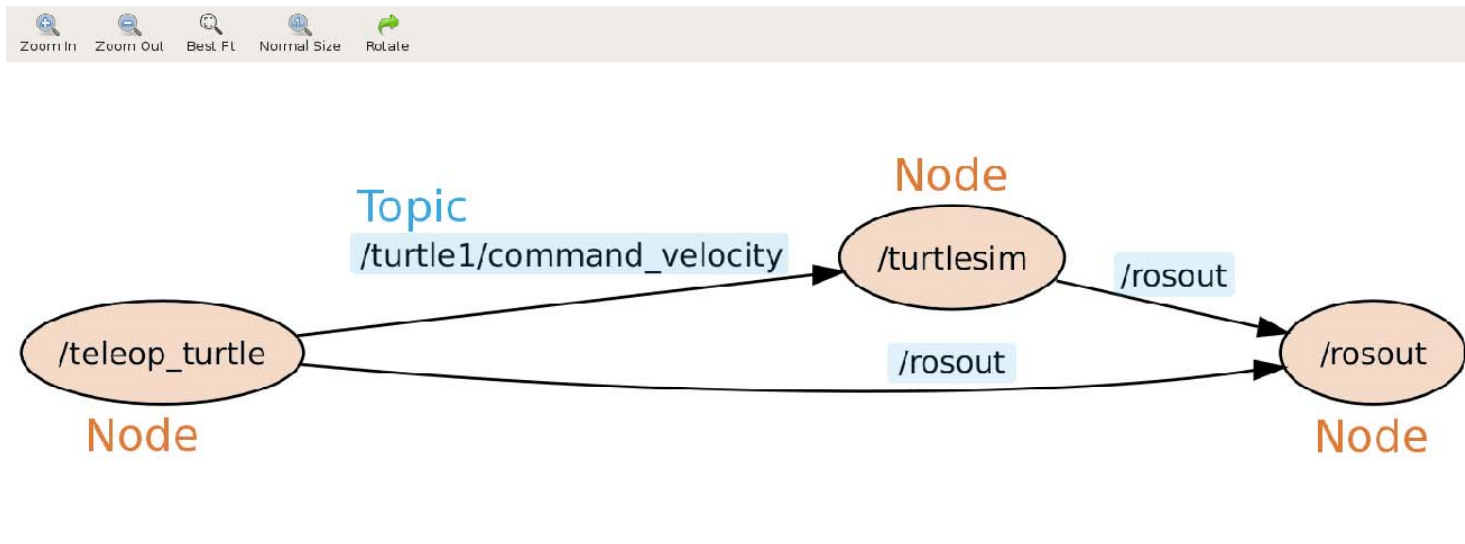 Zoom In Zoom Out Best Fit Normal Size Rotate
Node
Topic
/turtle1/command_velocity
/turtlesim
/rosout
/teleop_turtle
/rosout
/rosout
Node
Node